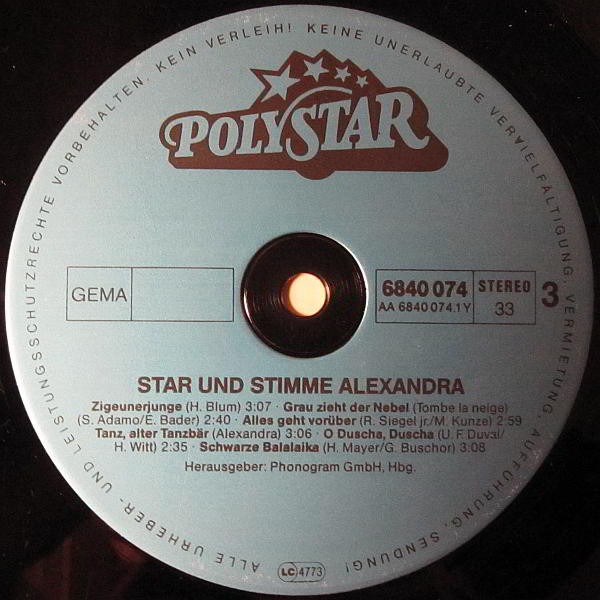 ALLE URHEBER- UND LEISTUNGSSCHUTZRECHTE VORBEHALTEN. KEIN VERLEIH! KEINE UNERLAUBTE VERVIELFÄLTIGUNG, VERMIETUNG, AUFFÜHRUNG, SENDUNG!
POLYSTAR
GEMA
6840 074
AA 6840 074.1Y
STEREO
33
3
STAR UND STIMME ALEXANDRA
Zigeunerjunge (H. Blum) 3:07 · Grau zieht der Nebel (Tombe la neige)
(S. Adamo/E. Bader) 2:40 · Alles geht vorüber (R. Siegel jr/M. Kunze) 2:59
Tanz, alter Tanzbär (Alexandra) 3:06 · O Duscha, Duscha (U. F. Duval/
H. Witt) 2:35 · Schwarze Balalaika (H. Mayer/G. Buschor) 3:08
Herausgeber: Phonogram GmbH, Hbg.
LC 4773